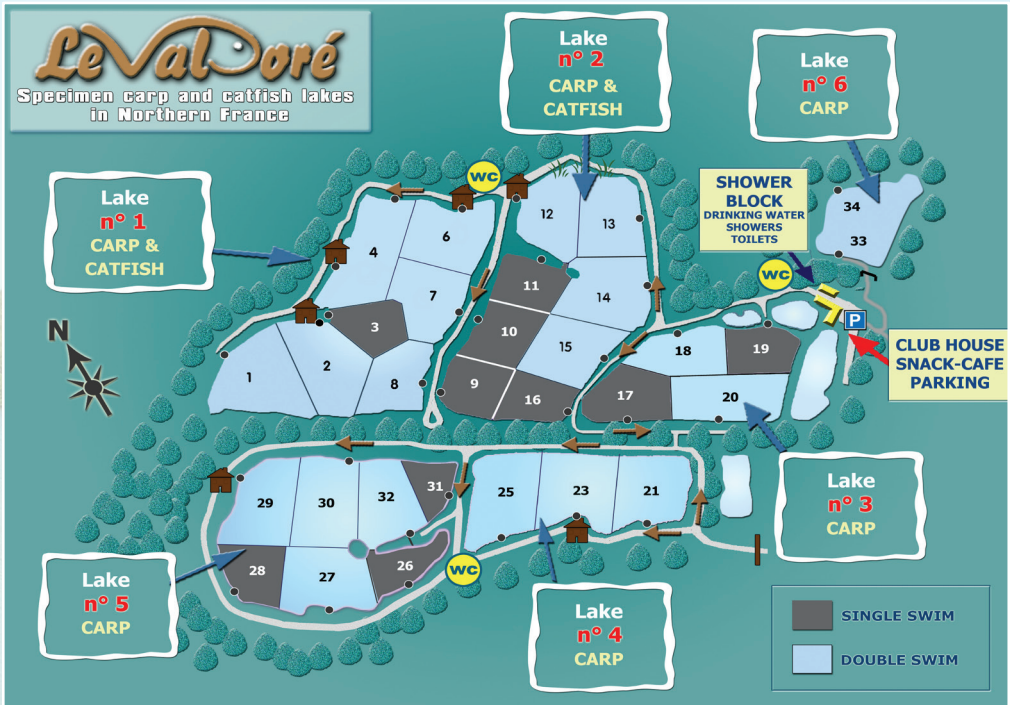 Le Val Doré
Specimen carp and catfish lakes
in Northern France
Lake
n° 1
CARP &
CATFISH
Lake
n° 2
CARP &
CATFISH
Lake
n° 6
CARP
SHOWER
BLOCK
DRINKING WATER
SHOWERS
TOILETS
WC
WC
P
CLUB HOUSE
SNACK-CAFE
PARKING
N
34
33
12
13
4
6
7
11
14
3
10
15
18
19
1
2
8
9
16
17
20
29
30
32
31
25
23
21
28
27
26
WC
Lake
n° 3
CARP
Lake
n° 5
CARP
Lake
n° 4
CARP
SINGLE SWIM
DOUBLE SWIM